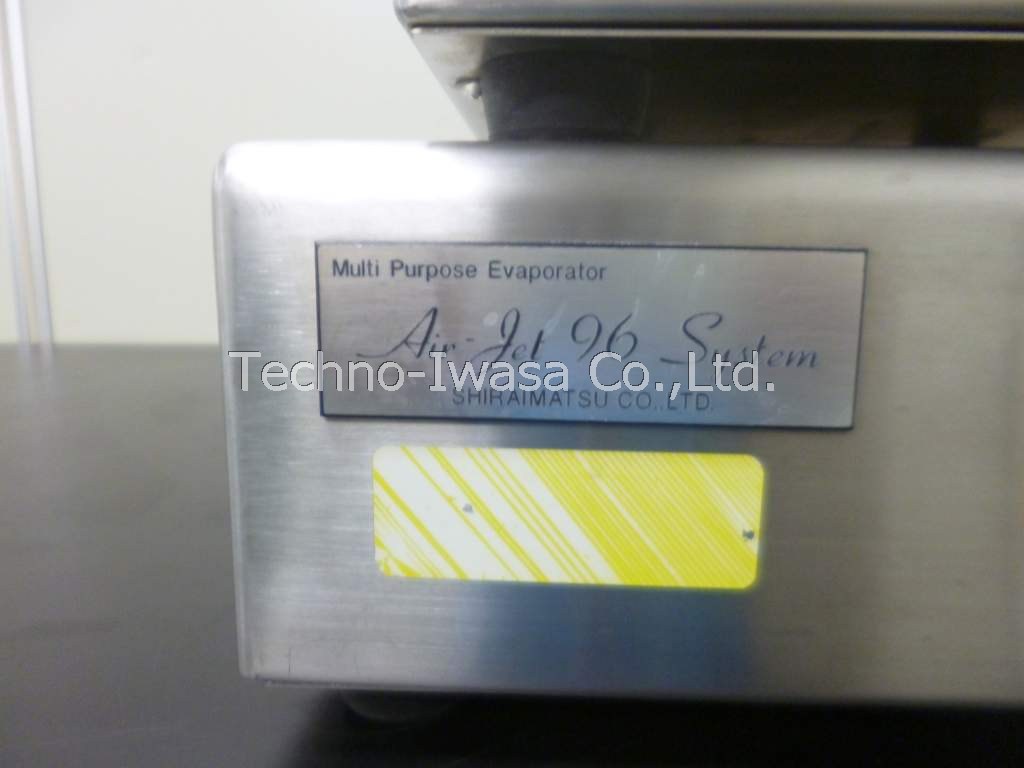 Multi Purpose Evaporator
Air-Jet 96 System
Techno-Iwasa Co.,Ltd.
SHIRAIMATSU CO.,LTD.